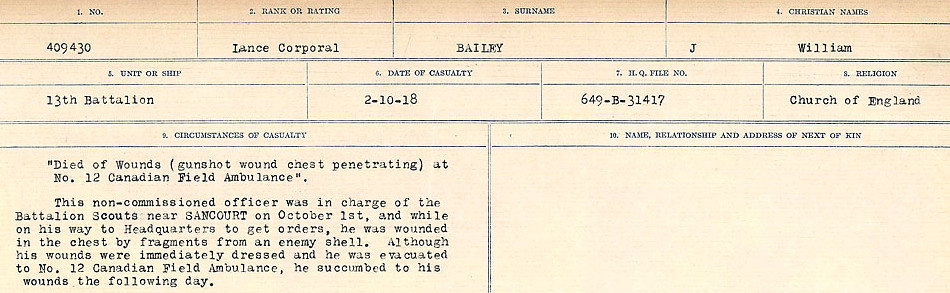 1. NO. 2. RANK OR RATING 3. SURNAME 4. CHRISTIAN NAMES
409430 Lance Corporal BAILEY J William
5. UNIT OR SHIP 6. DATE OF CASUALTY 7. H. Q. FILE NO. 8. RELIGION
13th Battalion 2-10-18 649-B-31417 Church of England
9. CIRCUMSTANCES OF CASUALTY 10. NAME, RELATIONSHIP AND ADDRESS OF NEXT OF KIN
"Died of Wounds (gunshot wound chest penetrating) at
No. 12 Canadian Field Ambulance".
This non-commissioned officer was in charge of the
Battalion Scouts near SANCOURT on October 1st, and while
on his way to Headquarters to get orders, he was wounded
in the chest by fragments from an enemy shell. Although
his wounds were immediately dressed and he was evacuated
to No. 12 Canadian Field Ambulance, he succumbed to his
wounds the following day.